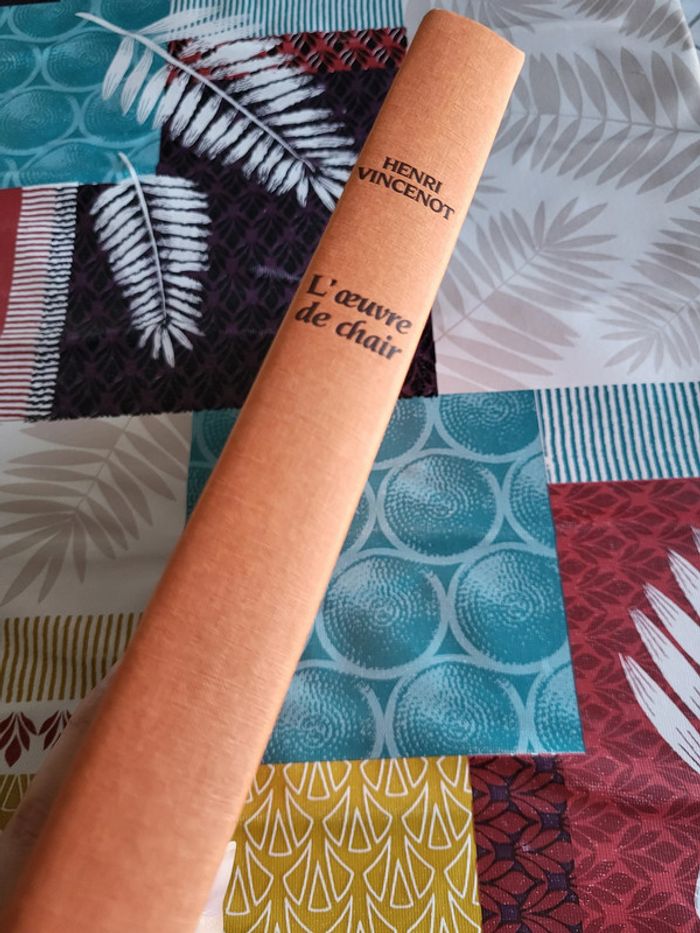 HENRI
VINCENOT
L'œuvre
de chair